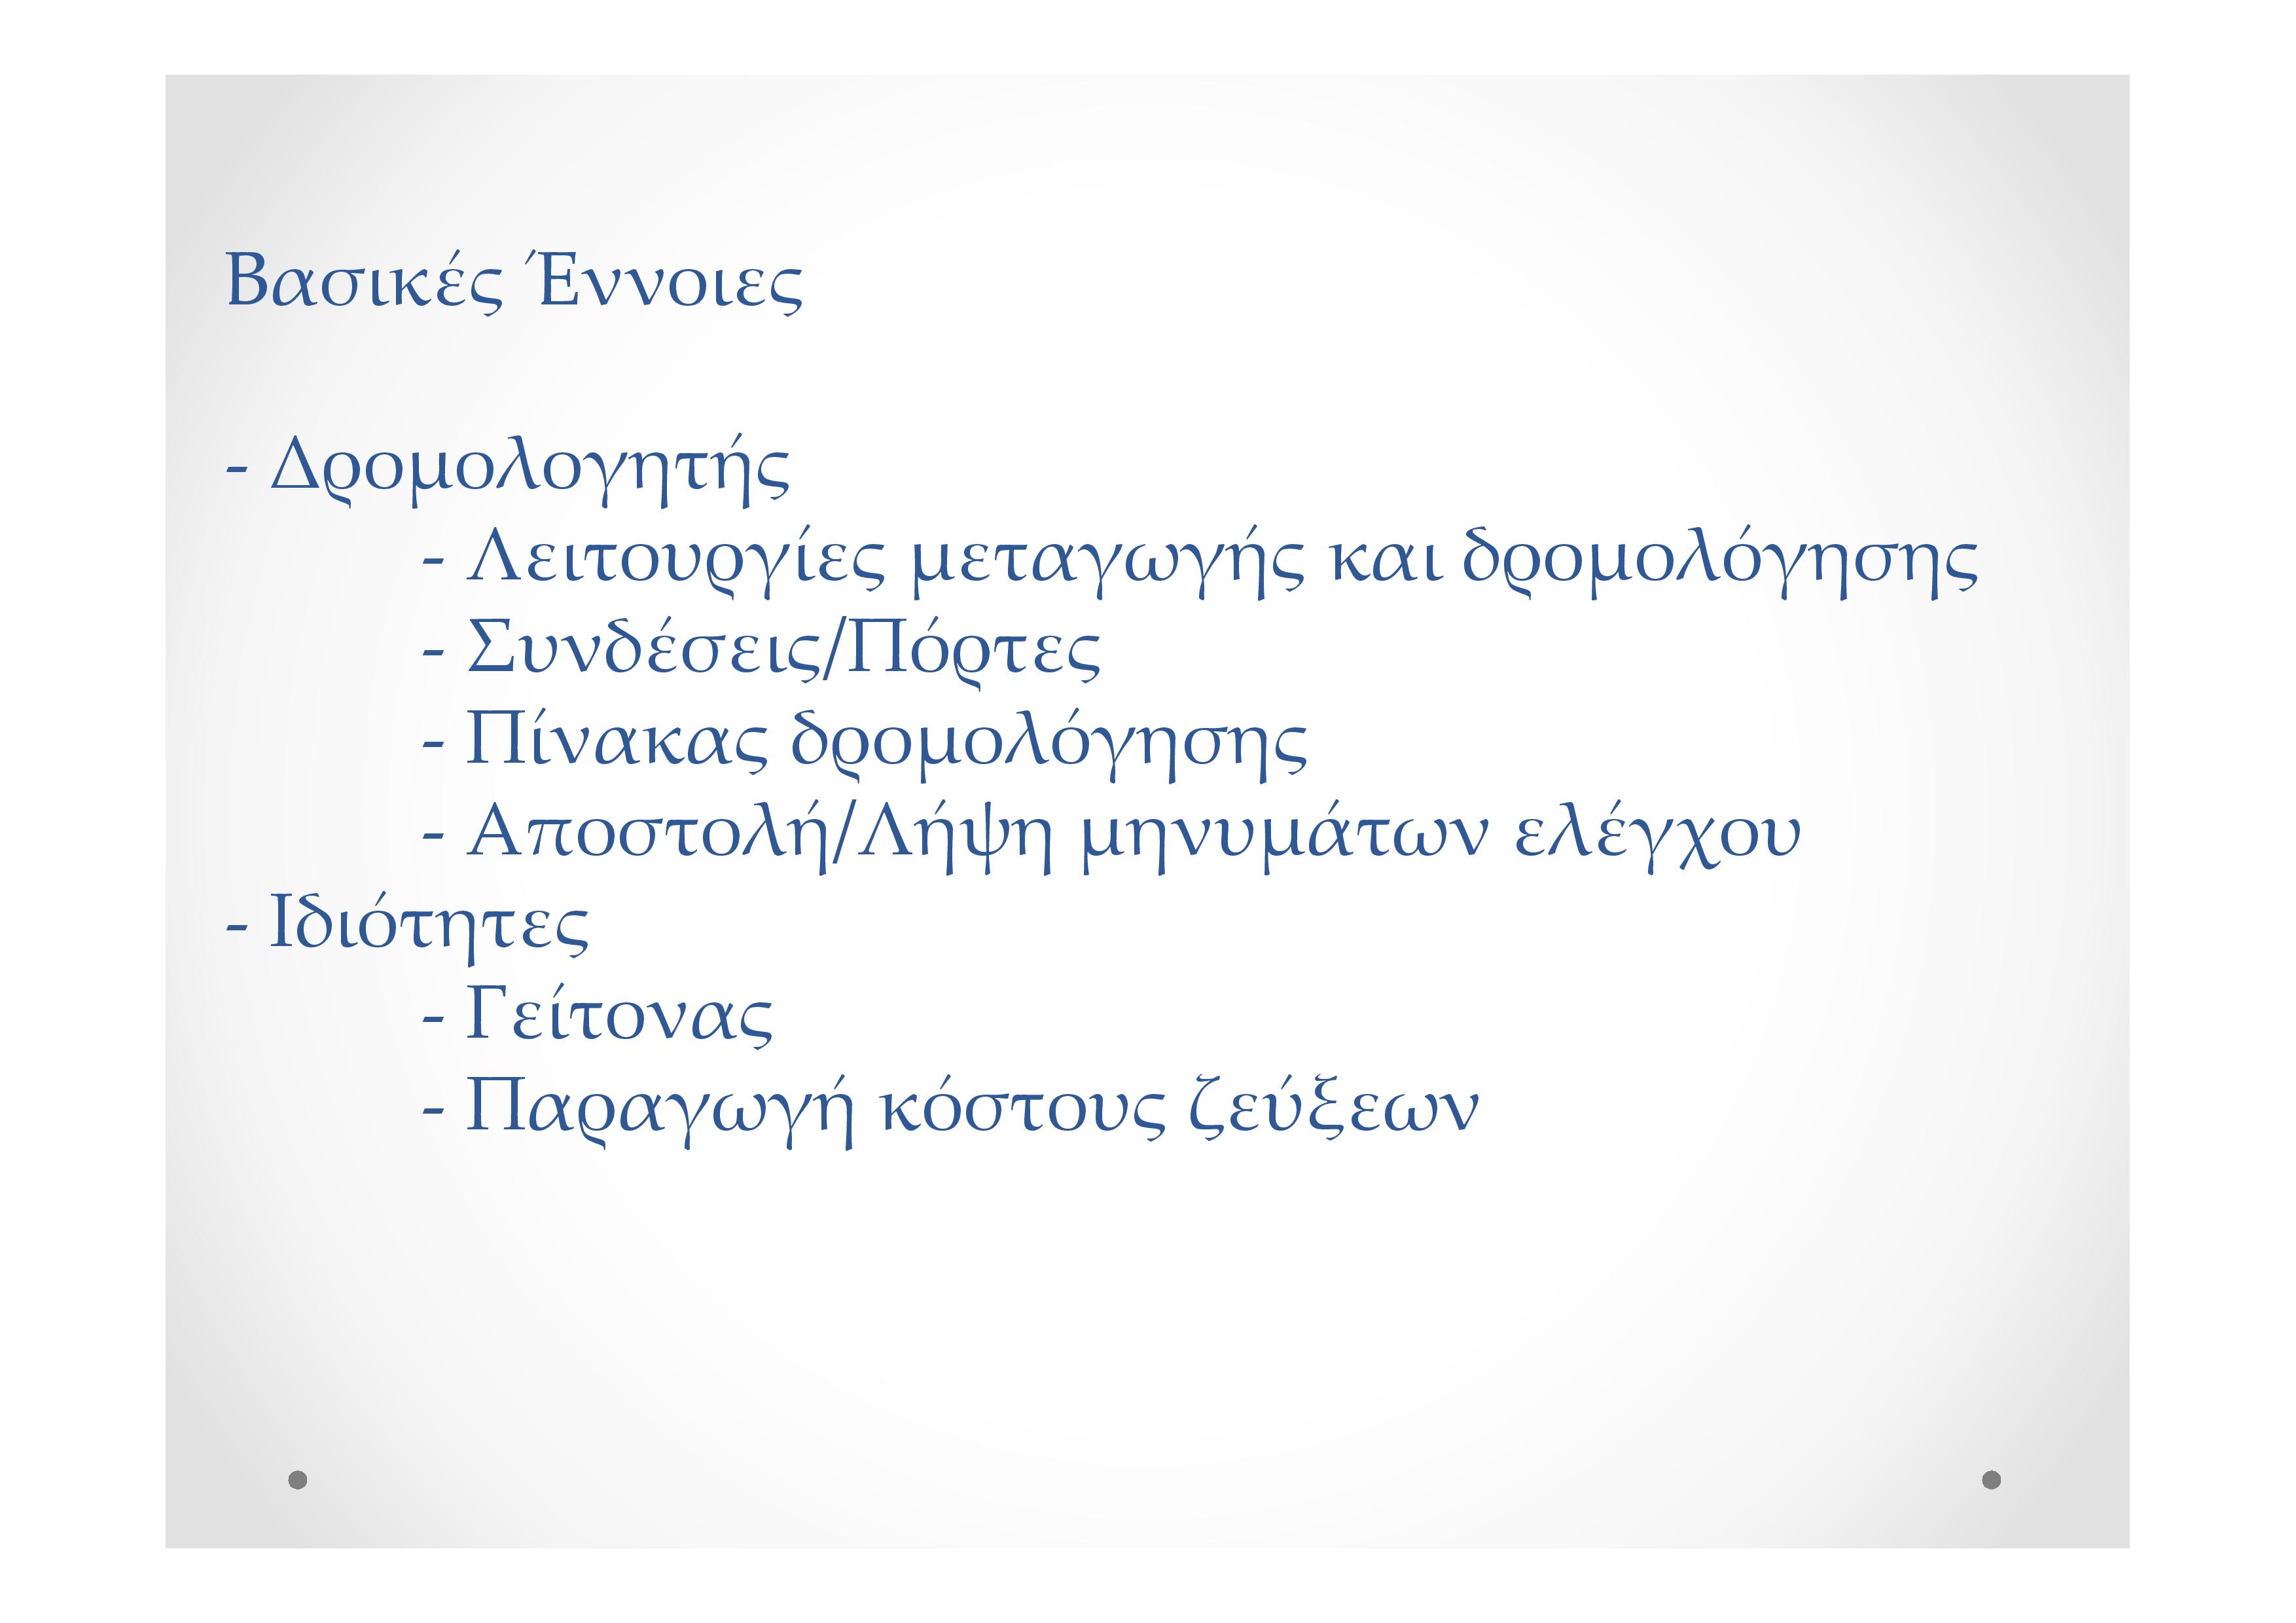 Βασικές Έννοιες
- Δρομολογητής
- Λειτουργίες μεταγωγής και δρομολόγησης
- Συνδέσεις/Πόρτες
- Πίνακας δρομολόγησης
- Αποστολή/Λήψη μηνυμάτων ελέγχου
- Ιδιότητες
- Γείτονας
- Παραγωγή κόστους ζεύξεων